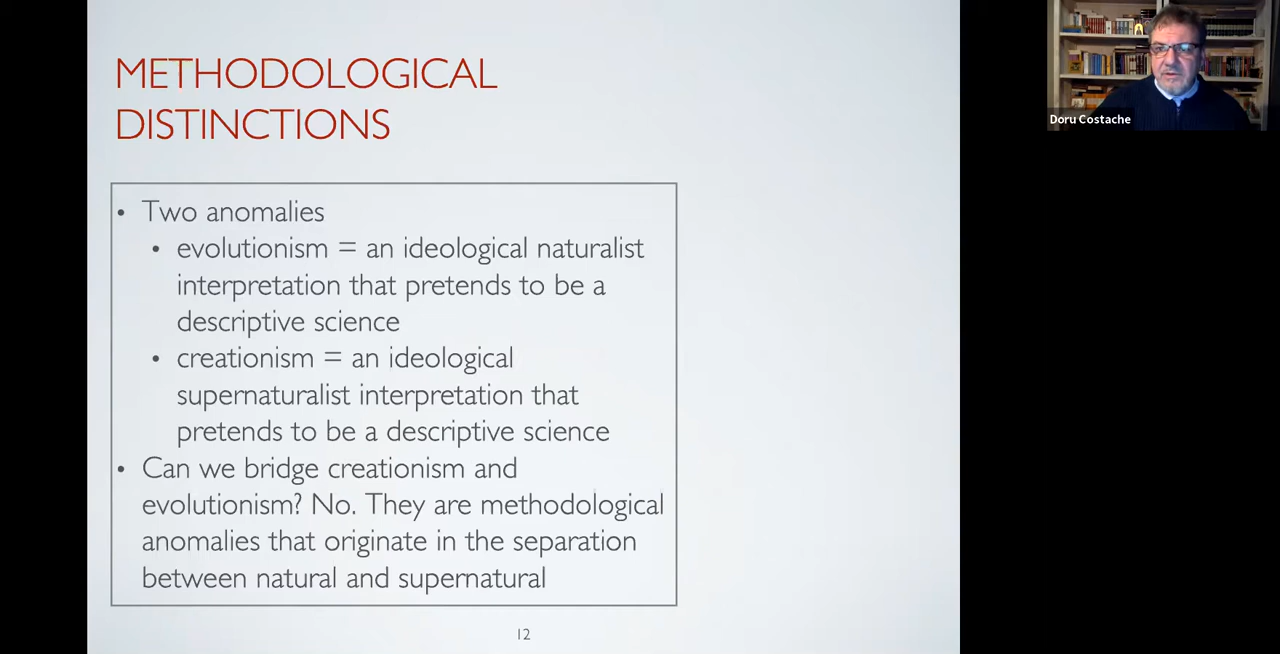 METHODOLOGICAL
DISTINCTIONS
• Two anomalies
• evolutionism = an ideological naturalist
interpretation that pretends to be a
descriptive science
• creationism = an ideological
supernaturalist interpretation that
pretends to be a descriptive science
• Can we bridge creationism and
evolutionism? No. They are methodological
anomalies that originate in the separation
between natural and supernatural
12
Doru Costache